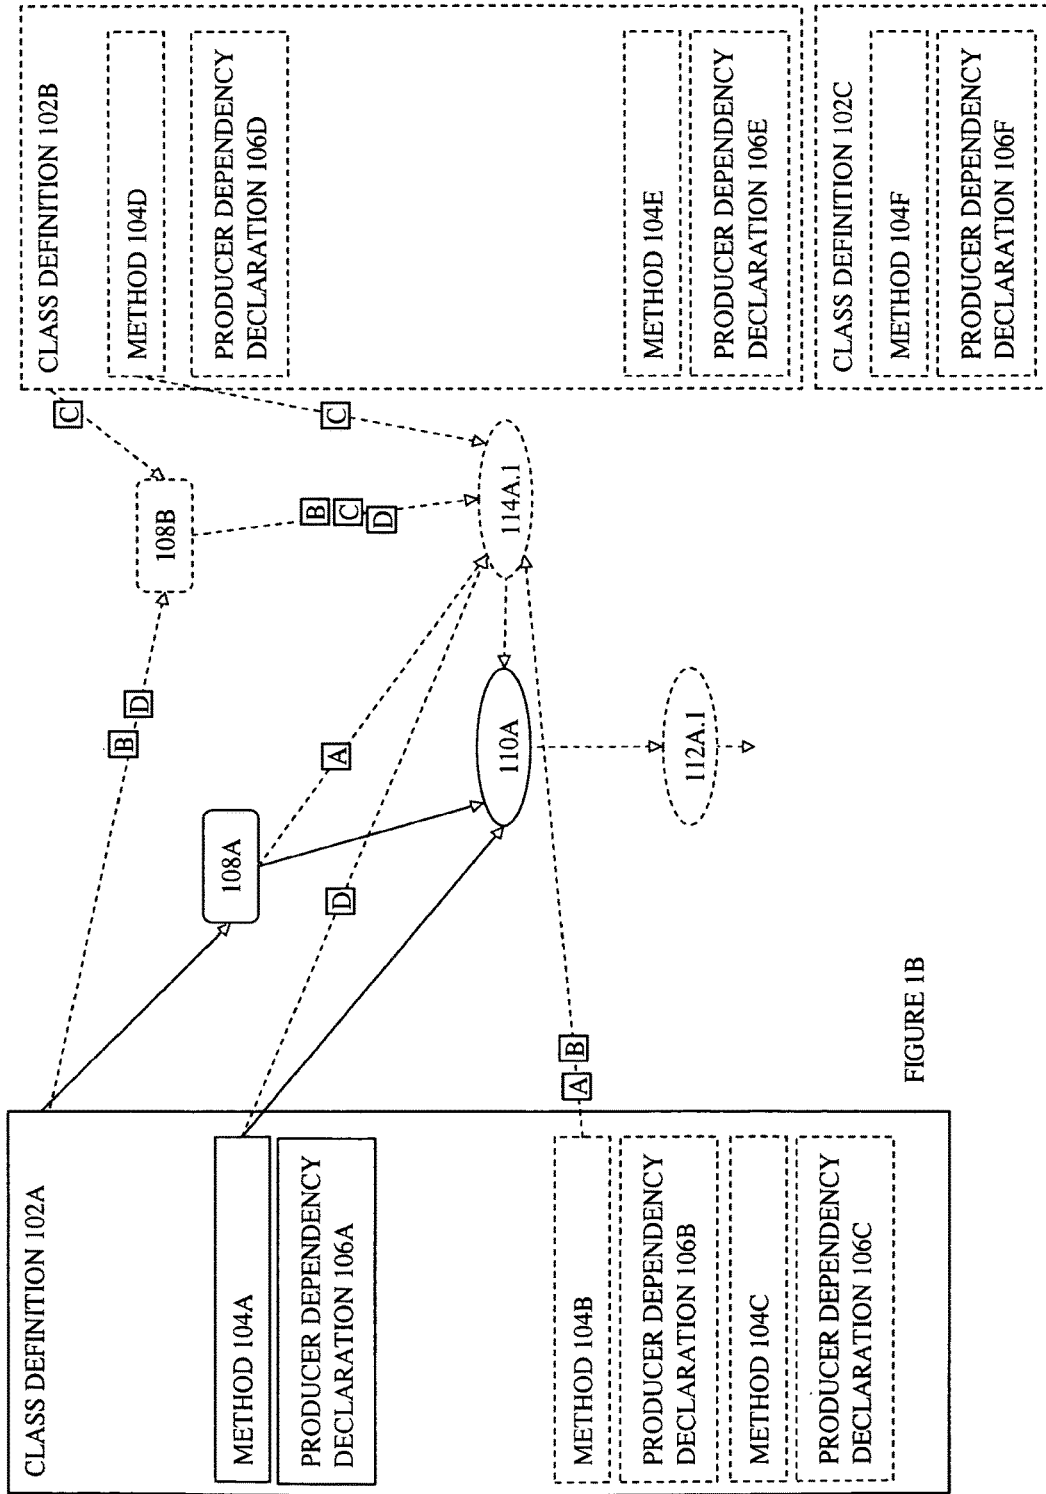 CLASS DEFINITION 102A
METHOD 104A
PRODUCER DEPENDENCY
DECLARATION 106A
METHOD 104B
PRODUCER DEPENDENCY
DECLARATION 106B
METHOD 104C
PRODUCER DEPENDENCY
DECLARATION 106C
108A
108B
B
D
C
A
D
B
C
D
C
A
B
110A
114A.1
112A.1
CLASS DEFINITION 102B
METHOD 104D
PRODUCER DEPENDENCY
DECLARATION 106D
METHOD 104E
PRODUCER DEPENDENCY
DECLARATION 106E
CLASS DEFINITION 102C
METHOD 104F
PRODUCER DEPENDENCY
DECLARATION 106F
FIGURE 1B